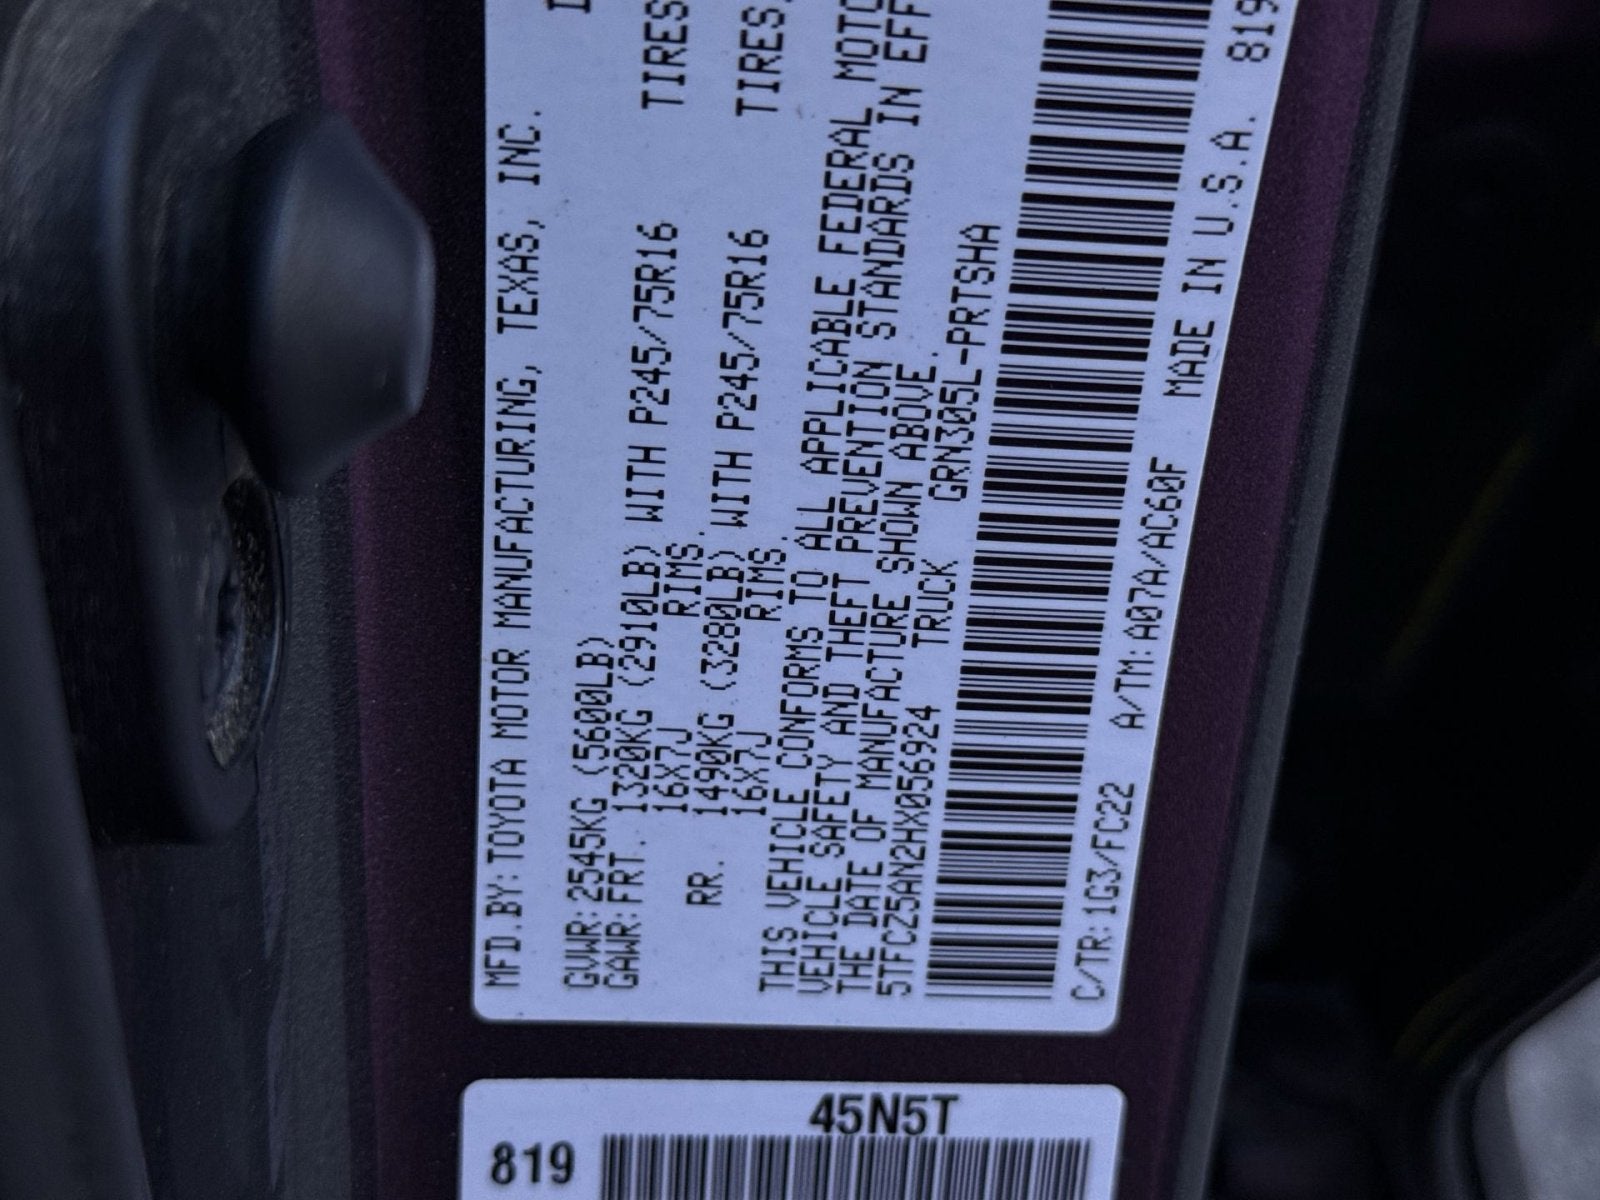 MFD.BY:TOYOTA MOTOR MANUFACTURING, TEXAS, INC.
GVWR:2545KG (5600LB)
GAWR:FRT. 1320KG (2910LB) WITH P245/75R16 TIRES,
16X7J RIMS.
RR. 1490KG (3280LB) WITH P245/75R16 TIRES,
16X7J RIMS.
THIS VEHICLE CONFORMS TO ALL APPLICABLE FEDERAL
VEHICLE SAFETY AND THEFT PREVENTION STANDARDS IN
THE DATE OF MANUFACTURE SHOWN ABOVE.
5TFCZ5AN2HX056924 TRUCK GRN305L-PRTSHA
C/TR:1G3/FC22 A/TM:A07A/AC60F MADE IN U.S.A. 819
45N5T
819